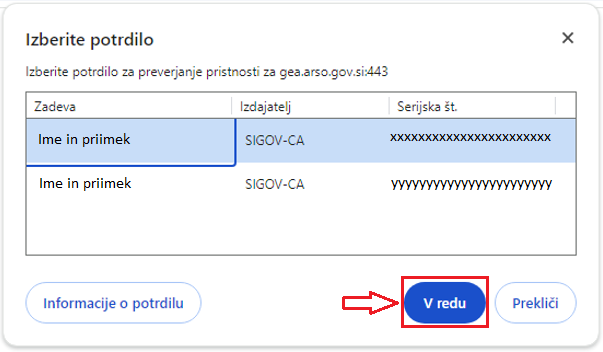 Izberite potrdilo
Izberite potrdilo za preverjanje pristnosti za gea.arso.gov.si:443
Zadeva Izdajatelj Serijska št.
Ime in priimek SIGOV-CA xxxxxxxxxxxxxxxxxxxxxxx
Ime in priimek SIGOV-CA yyyyyyyyyyyyyyyyyyyyyyy
Informacije o potrdilu V redu Prekliči